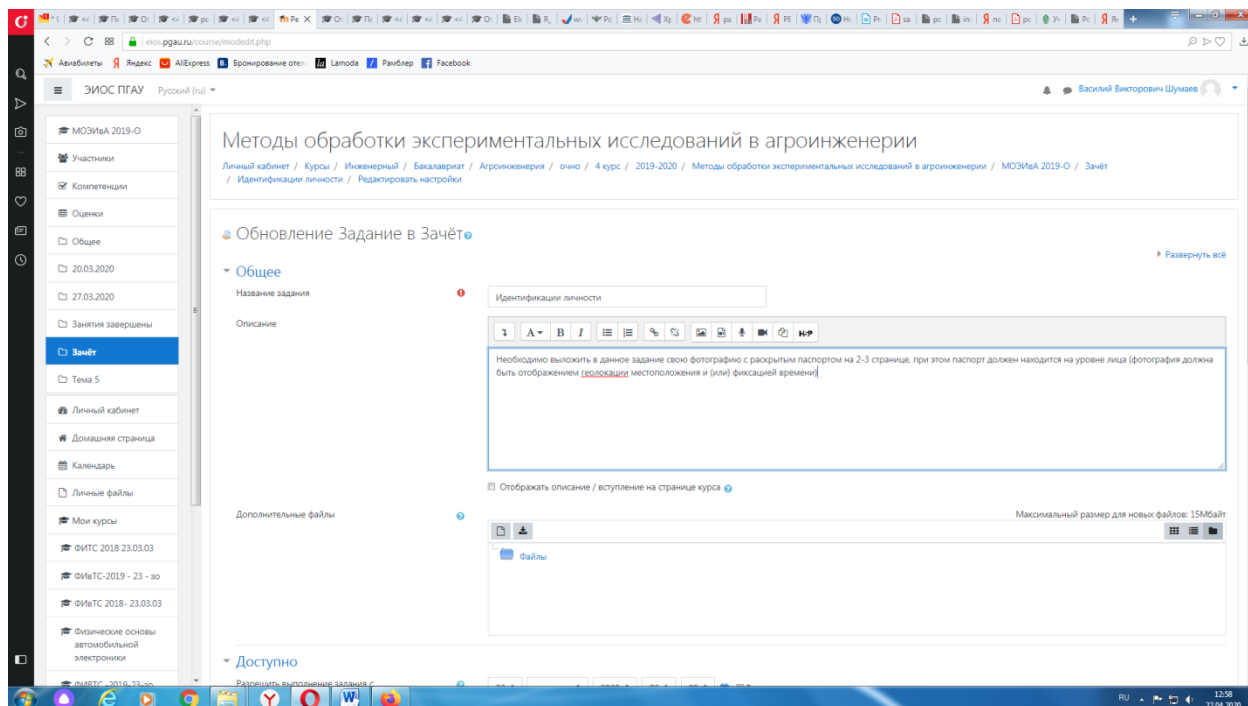 eios.pgau.ru/course/modedit.php
Авиабилеты Яндекс AliExpress Бронирование отел Lamoda Рамблер Facebook
ЭИОС ПГАУ Русский (ru)
Василий Викторович Шумаев
МОЭИвА 2019-О
Участники
Компетенции
Оценки
Общее
20.03.2020
27.03.2020
Занятия завершены
Зачёт
Тема 5
Личный кабинет
Домашняя страница
Календарь
Личные файлы
Мои курсы
ФИТС 2018 23.03.03
ФИвТС-2019 - 23 - зо
ФИвТС 2018- 23.03.03
Физические основы
автомобильной
электроники
ФИВТС -2019- 23-зо
Методы обработки экспериментальных исследований в агроинженерии
Личный кабинет / Курсы / Инженерный / Бакалавриат / Агроинженерия / очно / 4 курс / 2019-2020 / Методы обработки экспериментальных исследований в агроинженерии / МОЭИвА 2019-О / Зачёт
/ Идентификации личности / Редактировать настройки
Обновление Задание в Зачёт
Развернуть всё
Общее
Название задания
Идентификации личности
Описание
Необходимо выложить в данное задание свою фотографию с раскрытым паспортом на 2-3 странице, при этом паспорт должен находится на уровне лица (фотография должна
быть отображением геолокации местоположения и (или) фиксацией времени)
Отображать описание / вступление на странице курса
Дополнительные файлы
Максимальный размер для новых файлов: 15Мбайт
Файлы
Доступно
Разрешить выполнение задания с
RU
12:58
22.04.2020